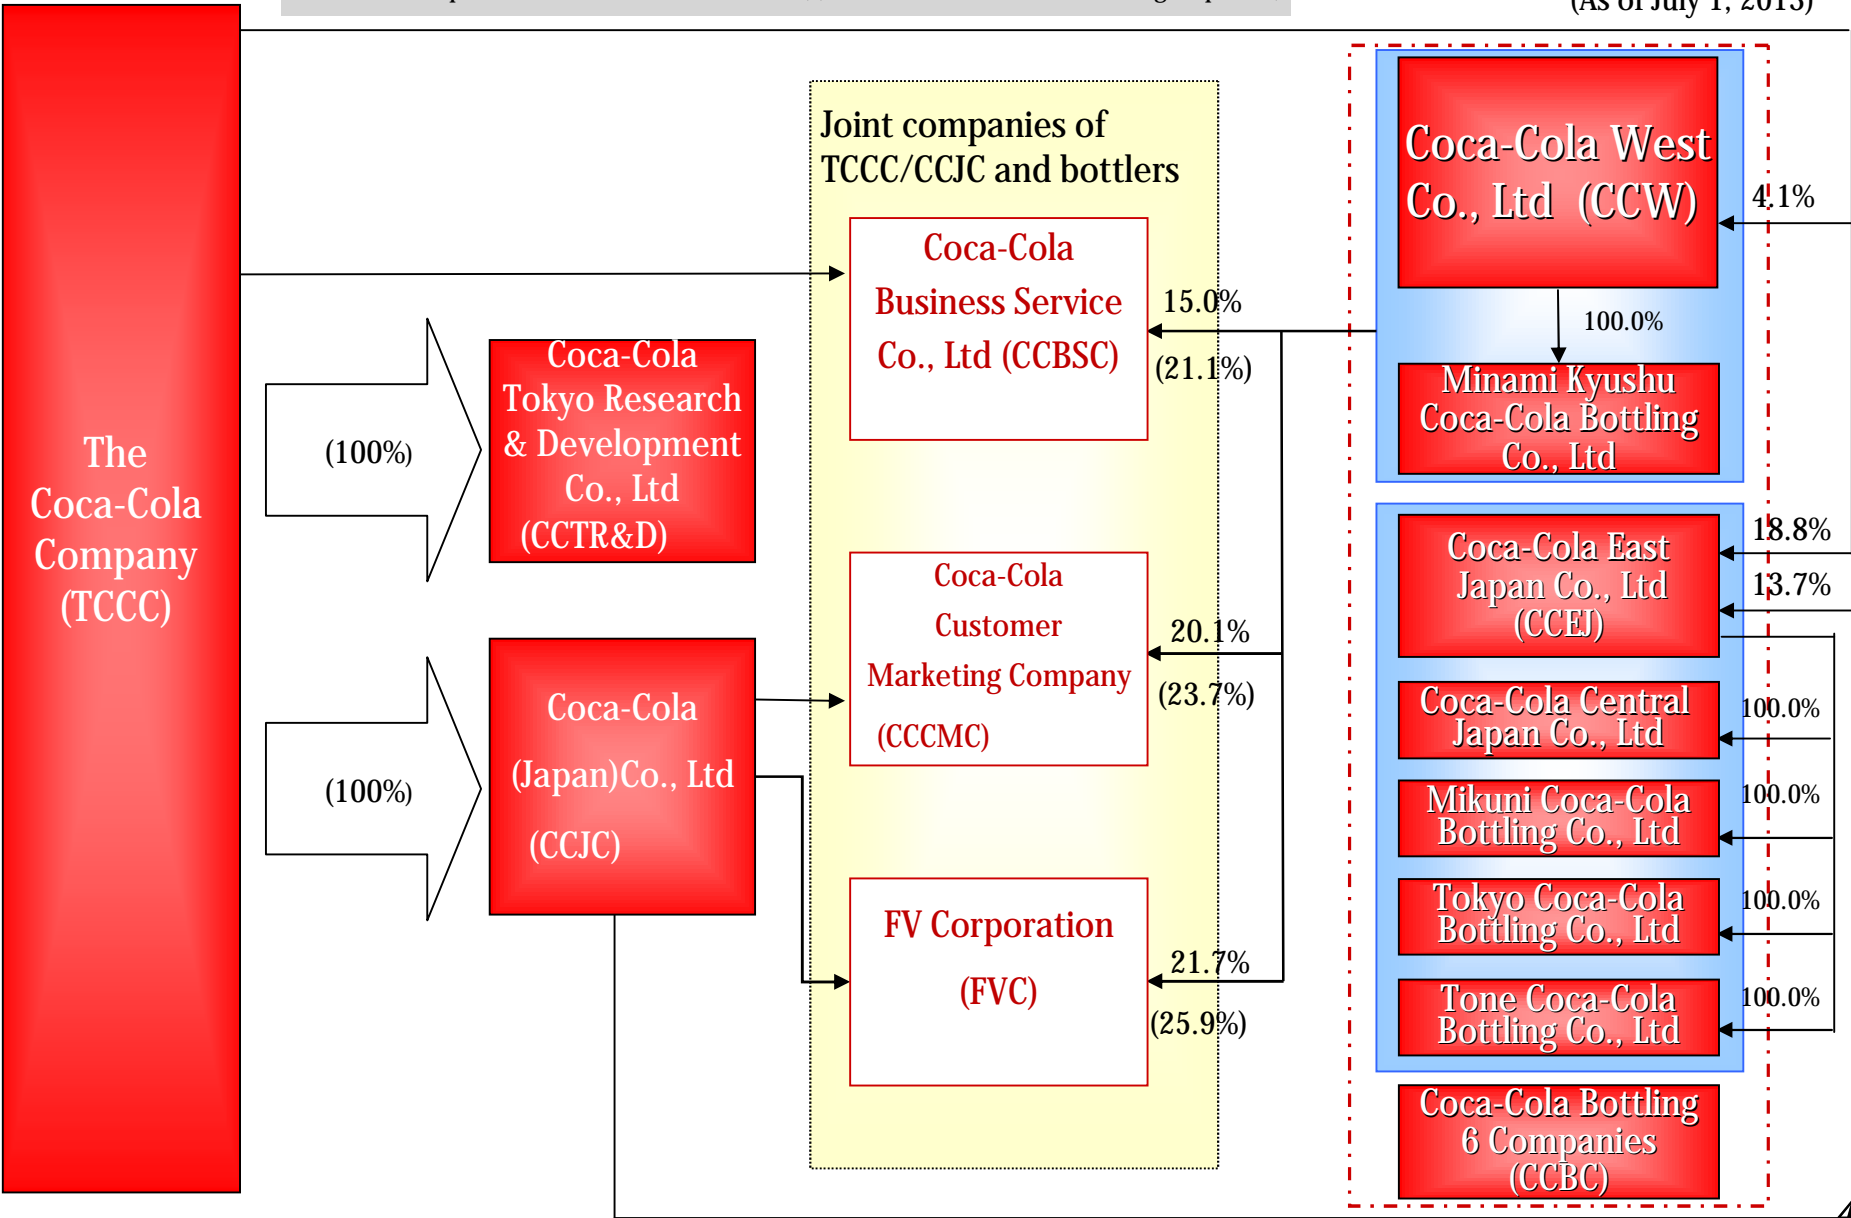 (As of July 1, 2013)
The
Coca-Cola
Company
(TCCC)
(100%)
Coca-Cola
Tokyo Research
& Development
Co., Ltd
(CCTR&D)
(100%)
Coca-Cola
(Japan)Co., Ltd
(CCJC)
Joint companies of
TCCC/CCJC and bottlers
Coca-Cola
Business Service
Co., Ltd (CCBSC)
15.0%
(21.1%)
Coca-Cola
Customer
Marketing Company
(CCCMC)
20.1%
(23.7%)
FV Corporation
(FVC)
21.7%
(25.9%)
Coca-Cola West
Co., Ltd (CCW)
4.1%
100.0%
Minami Kyushu
Coca-Cola Bottling
Co., Ltd
Coca-Cola East
Japan Co., Ltd
(CCEJ)
18.8%
13.7%
Coca-Cola Central
Japan Co., Ltd
100.0%
Mikuni Coca-Cola
Bottling Co., Ltd
100.0%
Tokyo Coca-Cola
Bottling Co., Ltd
100.0%
Tone Coca-Cola
Bottling Co., Ltd
100.0%
Coca-Cola Bottling
6 Companies
(CCBC)